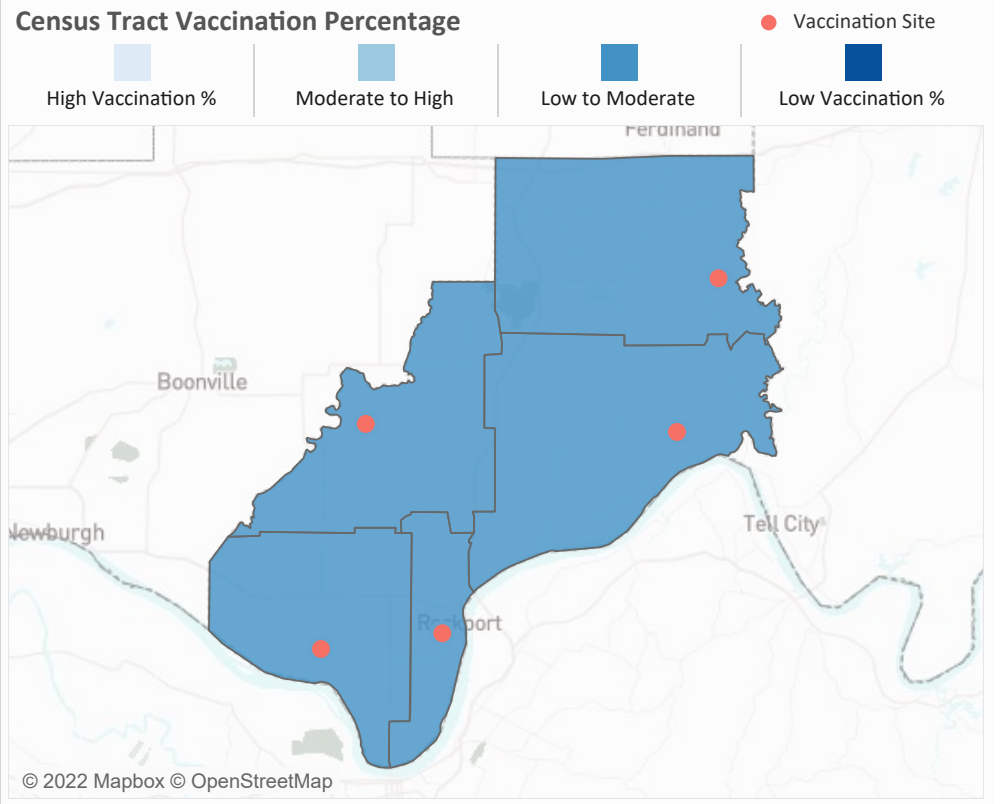 Census Tract Vaccination Percentage
Vaccination Site
High Vaccination %
Moderate to High
Low to Moderate
Low Vaccination %
Ferdinand
Boonville
Newburgh
Tell City
Rockport
© 2022 Mapbox © OpenStreetMap